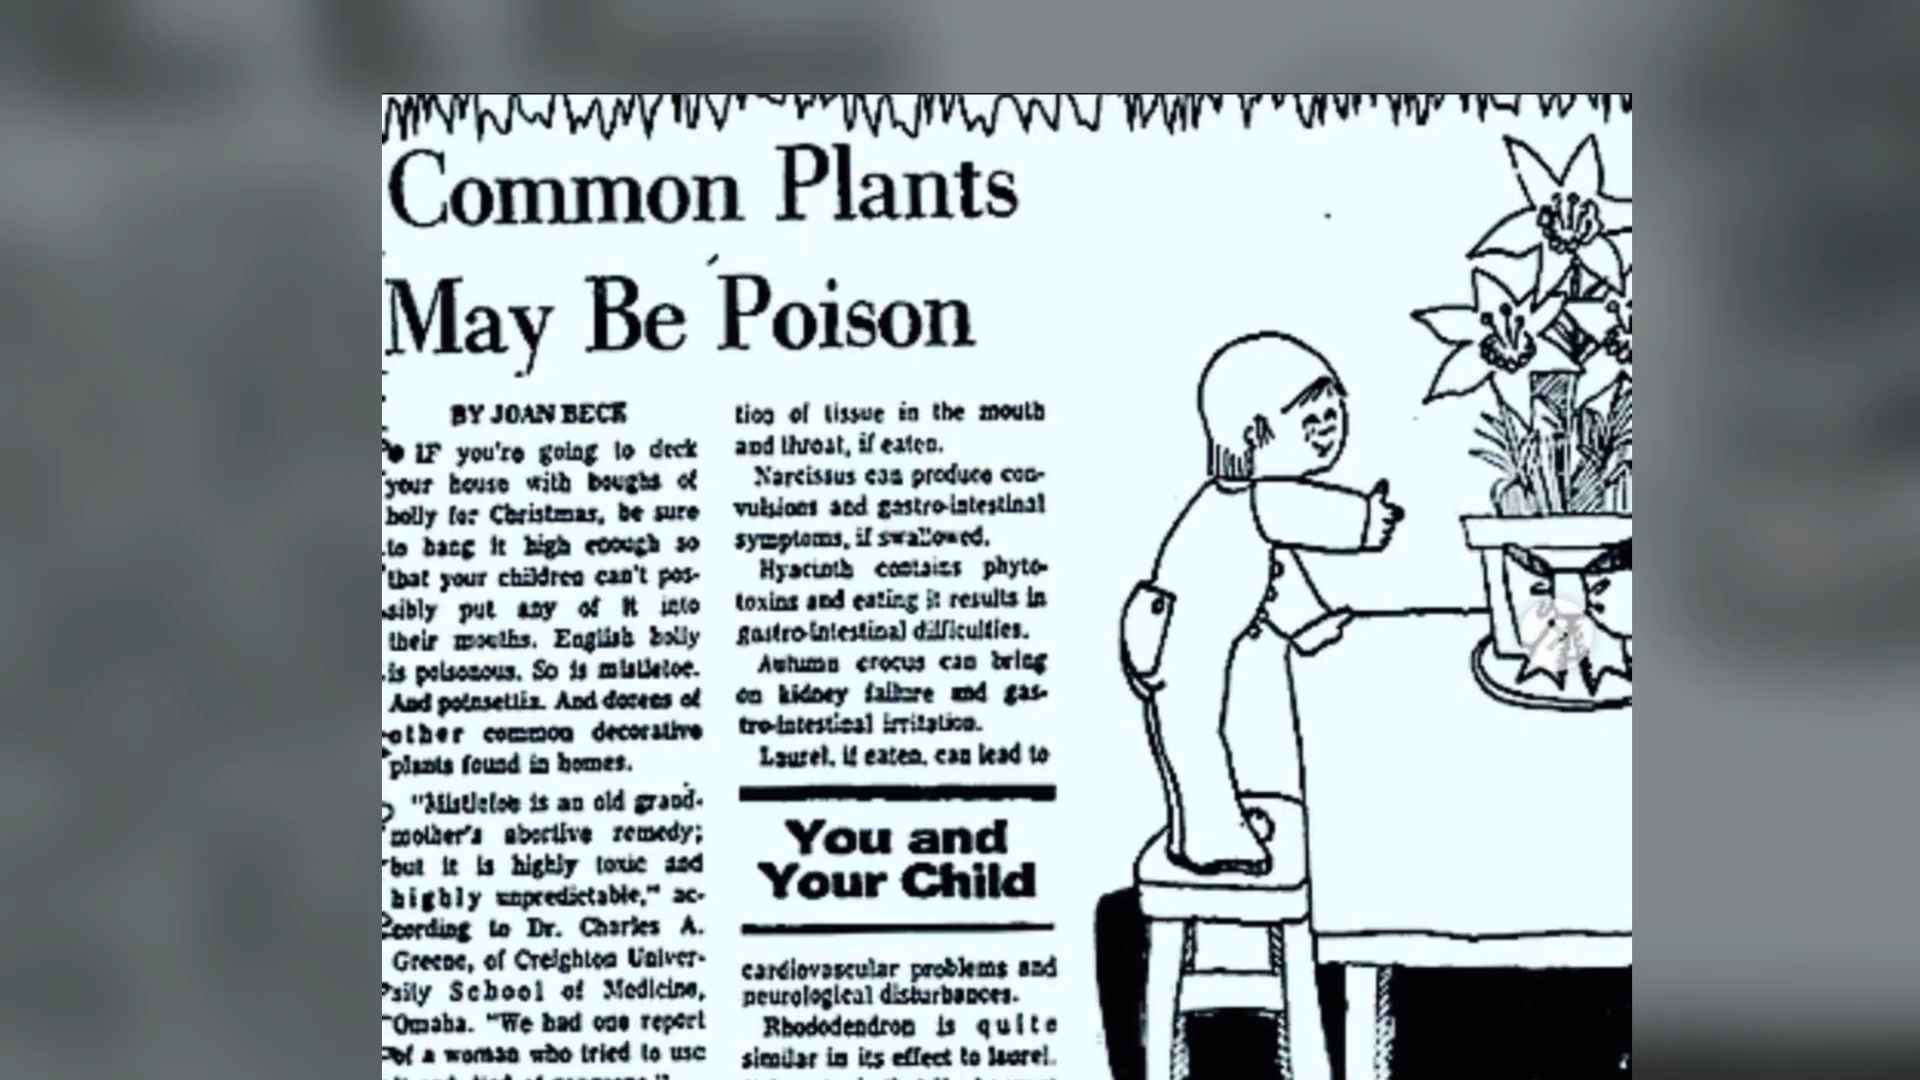 Common Plants
May Be Poison
BY JOAN BECK
IF you're going to deck
your house with boughs of
holly for Christmas, be sure
to hang it high enough so
that your children can't pos-
sibly put any of it into
their mouths. English holly
is poisonous. So is mistletoe.
And poinsettia. And dozens of
other common decorative
plants found in homes.
"Mistletoe is an old grand-
mother's abortive remedy;
but it is highly toxic and
highly unpredictable," ac-
cording to Dr. Charles A.
Greene, of Creighton Univer-
sity School of Medicine,
Omaha. "We had one report
of a woman who tried to use
tion of tissue in the mouth
and throat, if eaten.
Narcissus can produce con-
vulsions and gastro-intestinal
symptoms, if swallowed.
Hyacinth contains phyto-
toxins and eating it results in
gastro-intestinal difficulties.
Autumn crocus can bring
on kidney failure and gas-
tro-intestinal irritation.
Laurel, if eaten, can lead to
You and
Your Child
cardiovascular problems and
neurological disturbances.
Rhododendron is quite
similar in its effect to laurel.